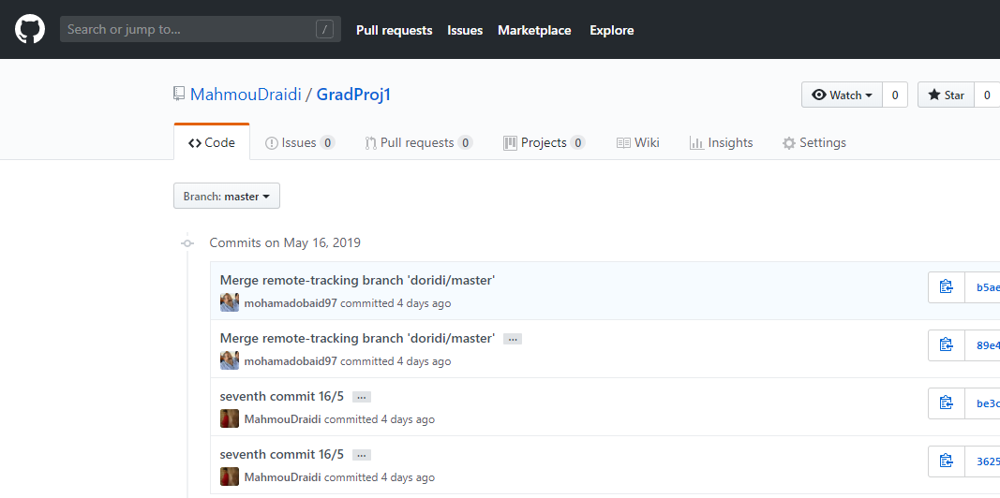 Search or jump to... / Pull requests Issues Marketplace Explore
MahmouDraidi / GradProj1 Watch 0 Star 0
Code Issues 0 Pull requests 0 Projects 0 Wiki Insights Settings
Branch: master
Commits on May 16, 2019
Merge remote-tracking branch 'doridi/master'
b5ae
mohamadobaid97 committed 4 days ago
Merge remote-tracking branch 'doridi/master' ...
89e4
mohamadobaid97 committed 4 days ago
seventh commit 16/5 ...
be3c
MahmouDraidi committed 4 days ago
seventh commit 16/5 ...
3625
MahmouDraidi committed 4 days ago